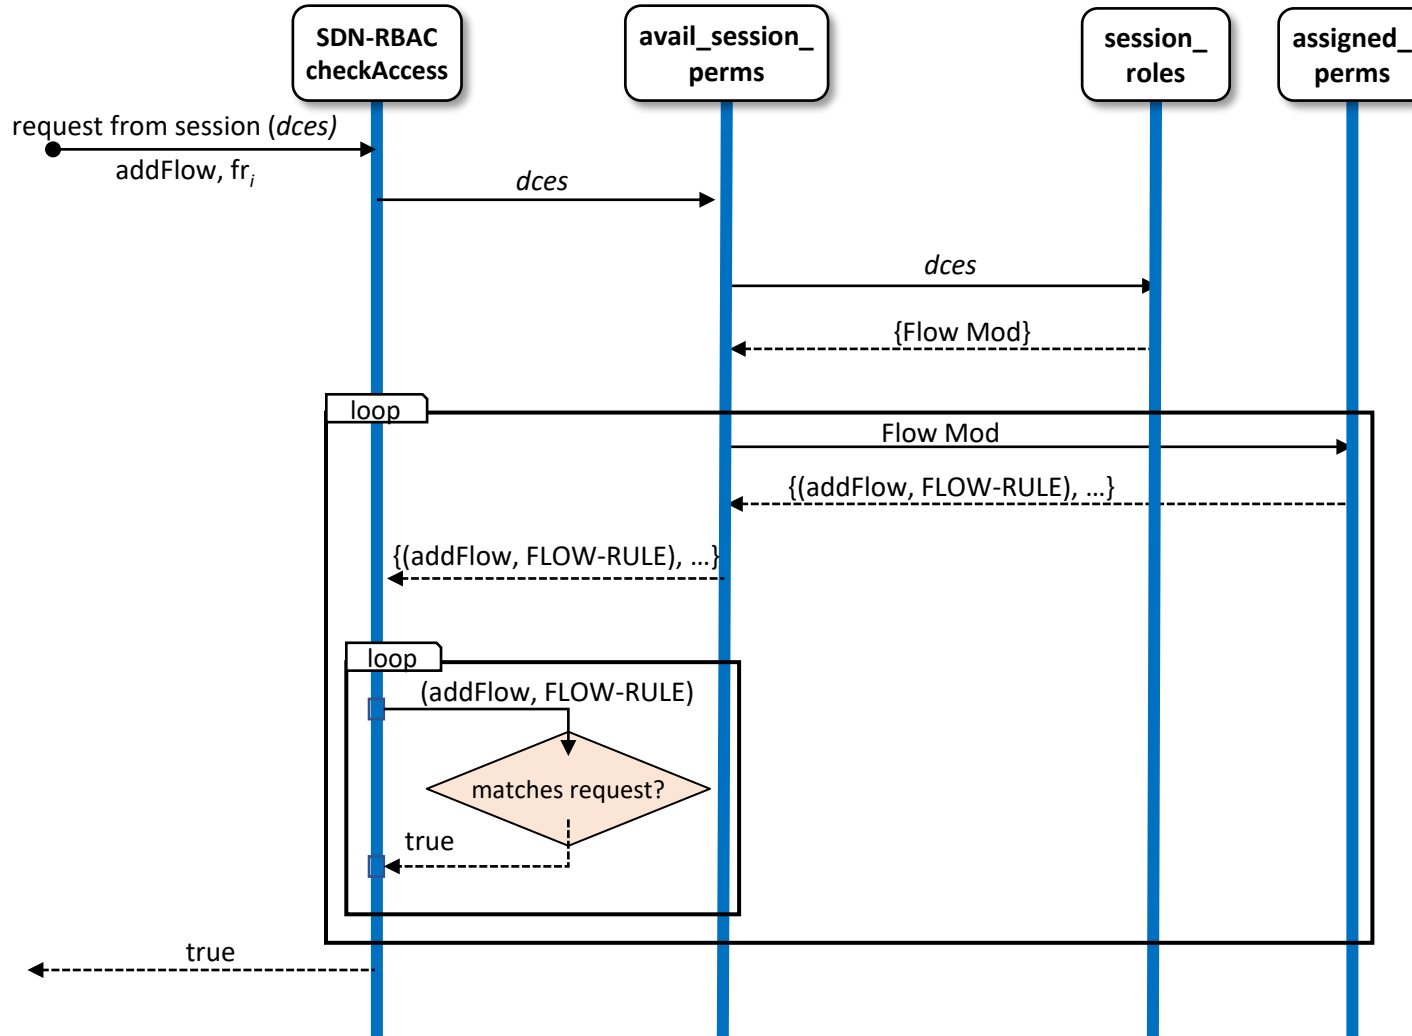 SDN-RBAC
checkAccess
avail_session_
perms
session_
roles
assigned_
perms
request from session (dces)
addFlow, frᵢ
dces
dces
{Flow Mod}
loop
Flow Mod
{(addFlow, FLOW-RULE), ...}
{(addFlow, FLOW-RULE), ...}
loop
(addFlow, FLOW-RULE)
matches request?
true
true